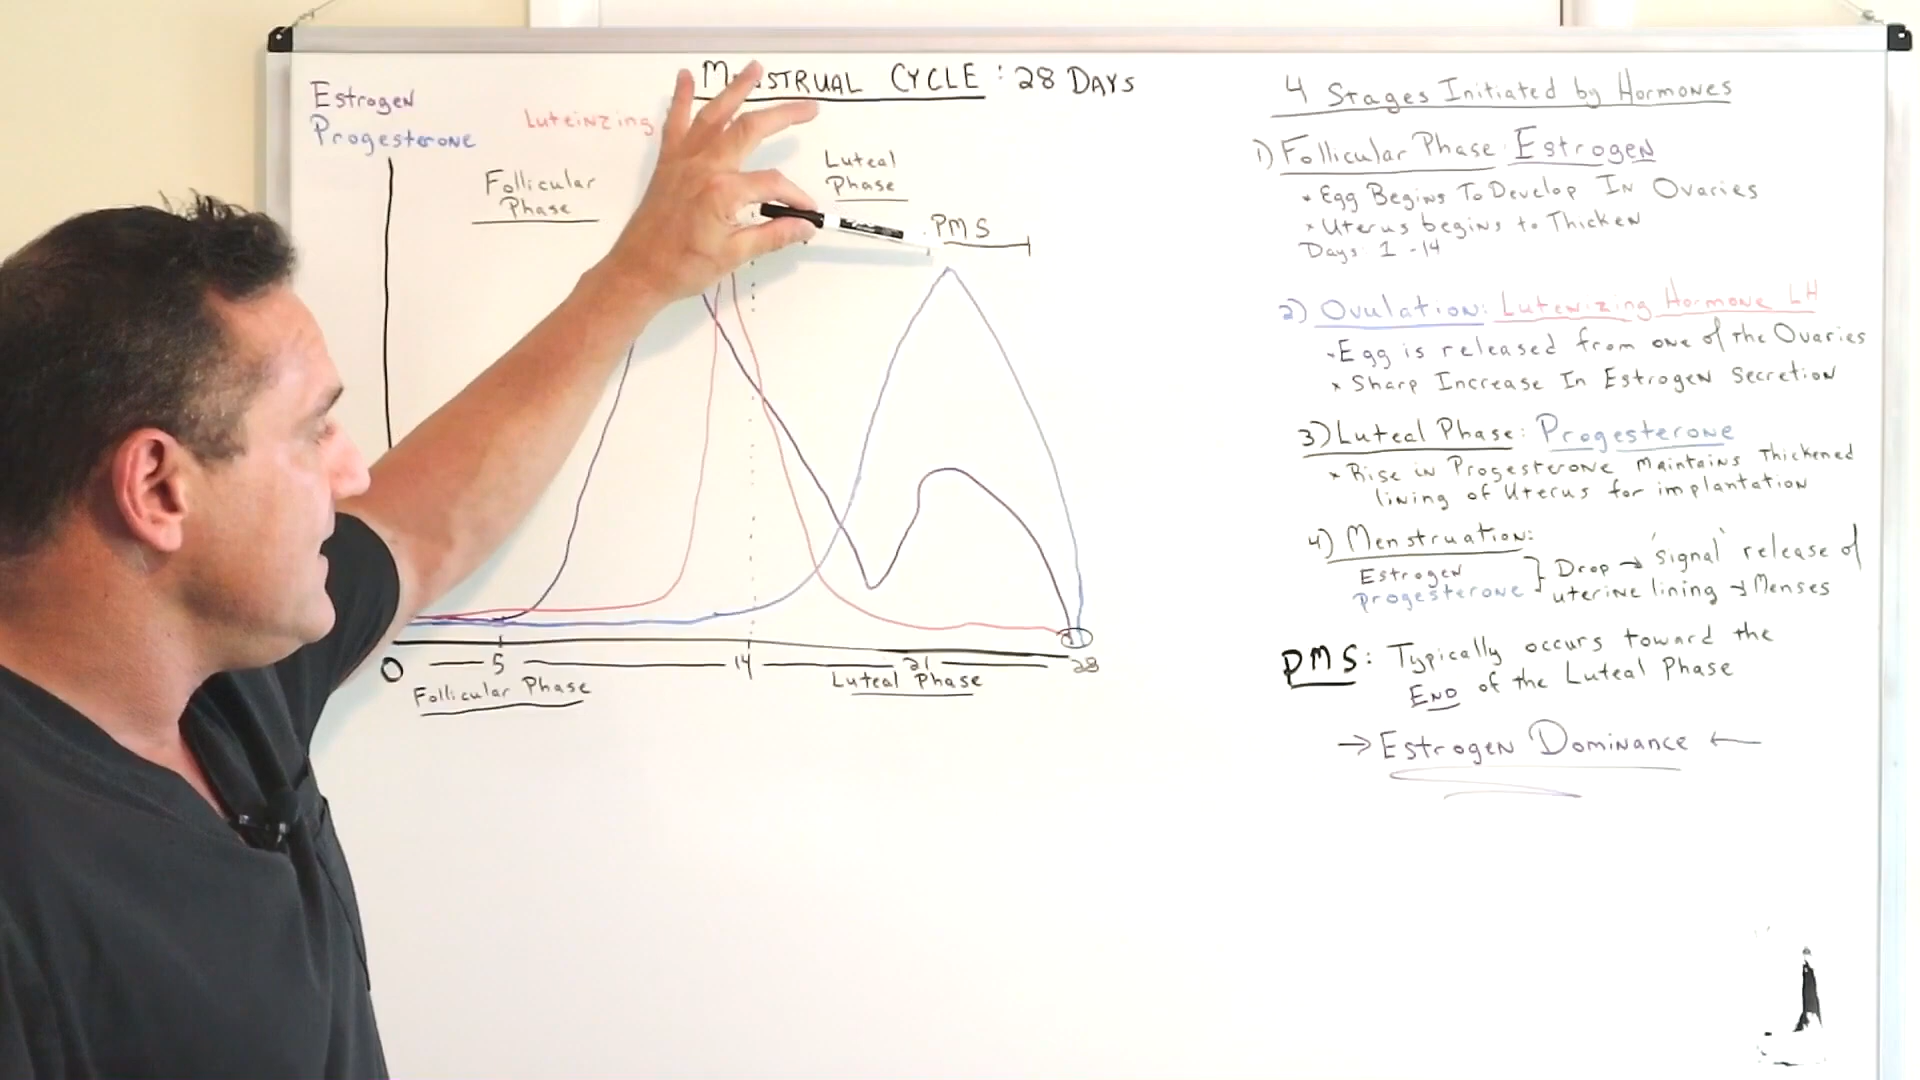 MENSTRUAL CYCLE : 28 DAYS
Estrogen
Progesterone
Luteinzing
Follicular
Phase
Luteal
Phase
PMS
0 5 14 21 28
Follicular Phase
Luteal Phase
4 Stages Initiated by Hormones
1) Follicular Phase: Estrogen
* Egg Begins To Develop In Ovaries
* Uterus begins to Thicken
Days: 1 - 14
2) Ovulation: Lutenizing Hormone LH
- Egg is released from one of the Ovaries
* Sharp Increase In Estrogen Secretion
3) Luteal Phase: Progesterone
* Rise in Progesterone Maintains Thickened
lining of Uterus for implantation
4) Menstruation:
Estrogen } Drop → 'signal' release of
Progesterone uterine lining → Menses
PMS: Typically occurs toward the
END of the Luteal Phase
→ Estrogen Dominance ←